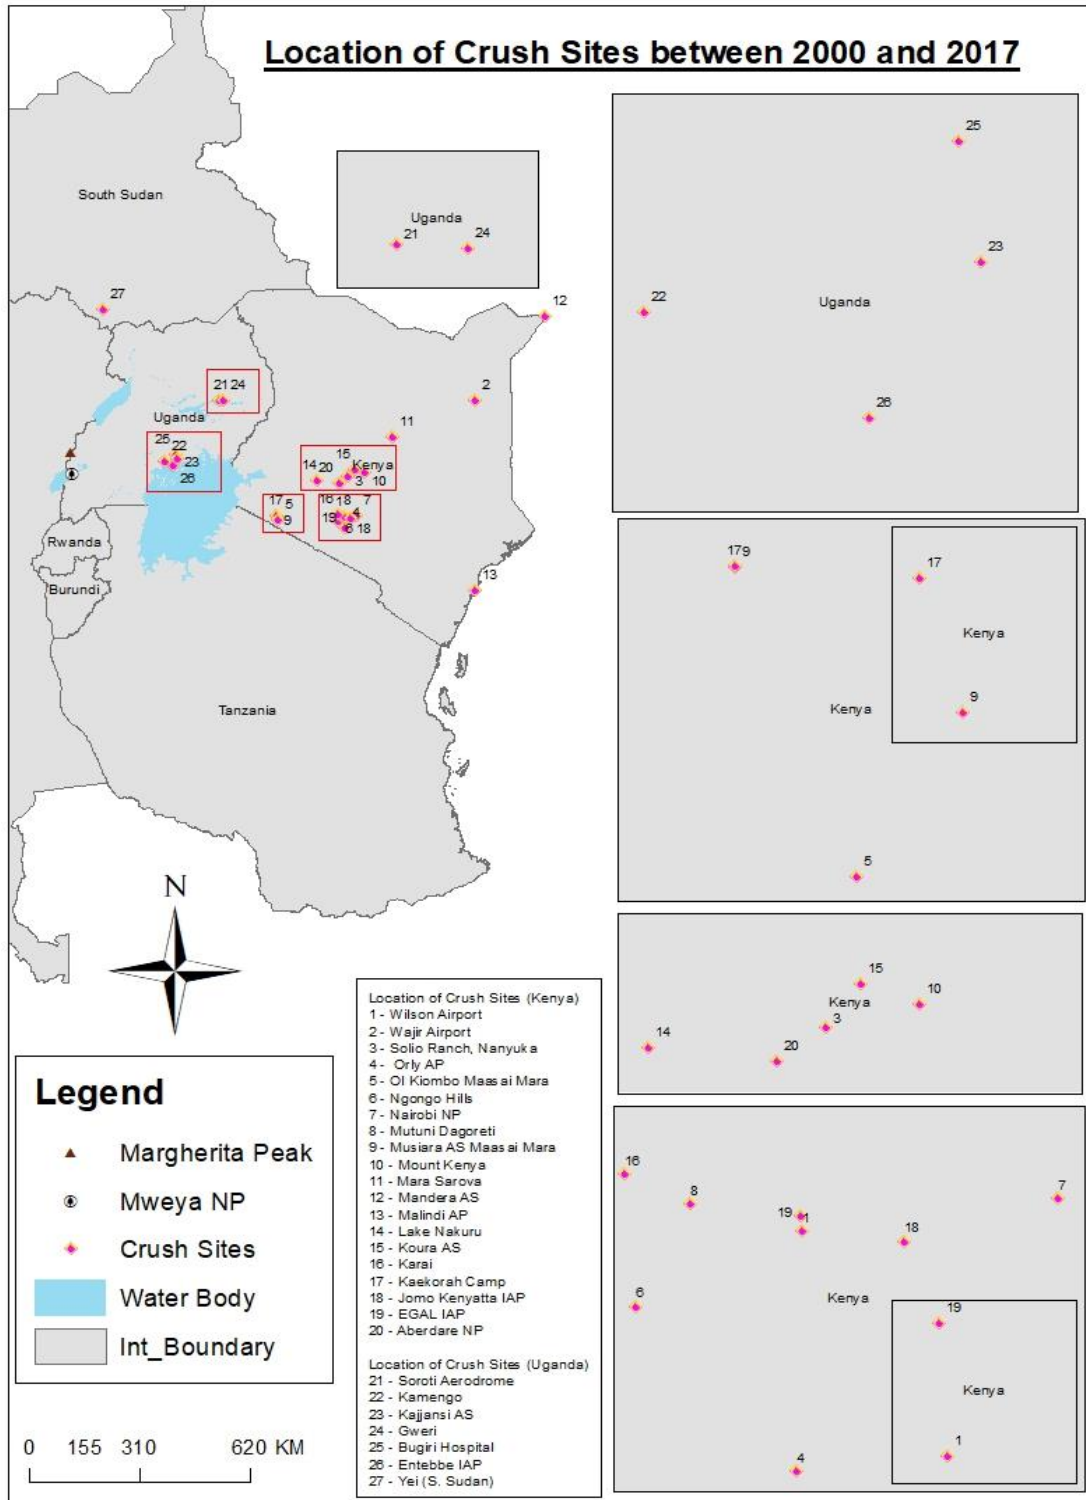 Location of Crush Sites between 2000 and 2017
South Sudan
Uganda
21
24
27
12
21 24
2
Uganda
11
25
22
23
26
15
14 20
Kenya
3 10
17 5
9
16 18 7
19 4
6 18
Rwanda
Burundi
13
Tanzania
25
23
22
Uganda
26
179
17
Kenya
9
Kenya
5
15
Kenya
10
3
14
20
16
8
7
19
1
18
6
Kenya
19
Kenya
1
4
N
Legend
Margherita Peak
Mweya NP
Crush Sites
Water Body
Int_Boundary
0 155 310 620 KM
Location of Crush Sites (Kenya)
1 - Wilson Airport
2 - Wajir Airport
3 - Solio Ranch, Nanyuka
4 - Orly AP
5 - Ol Kiombo Maasai Mara
6 - Ngongo Hills
7 - Nairobi NP
8 - Mutuni Dagoreti
9 - Musiara AS Maasai Mara
10 - Mount Kenya
11 - Mara Sarova
12 - Mandera AS
13 - Malindi AP
14 - Lake Nakuru
15 - Koura AS
16 - Karai
17 - Kaekorah Camp
18 - Jomo Kenyatta IAP
19 - EGAL IAP
20 - Aberdare NP
Location of Crush Sites (Uganda)
21 - Soroti Aerodrome
22 - Kamengo
23 - Kajjansi AS
24 - Gweri
25 - Bugiri Hospital
26 - Entebbe IAP
27 - Yei (S. Sudan)